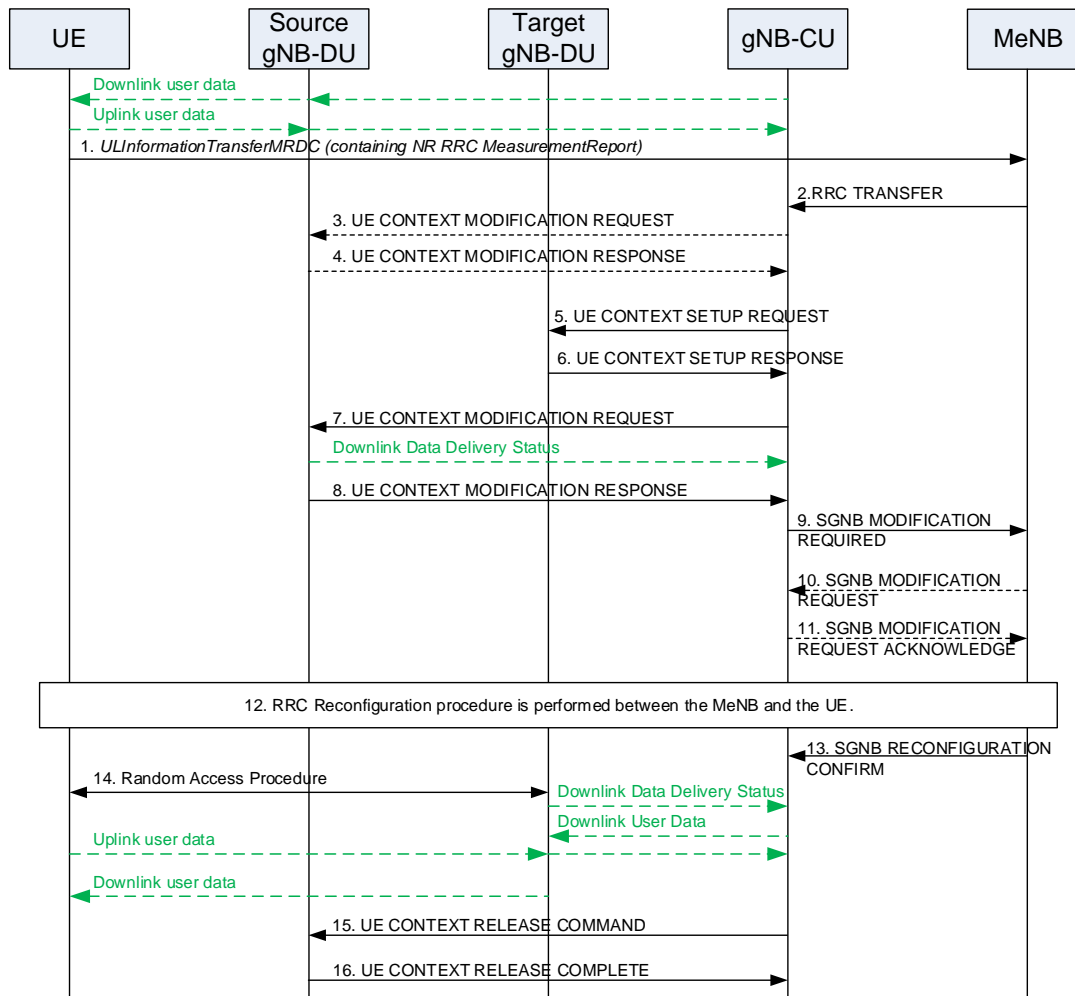 UE
Source
gNB-DU
Target
gNB-DU
gNB-CU
MeNB
Downlink user data
Uplink user data
1. ULInformationTransferMRDC (containing NR RRC MeasurementReport)
2.RRC TRANSFER
3. UE CONTEXT MODIFICATION REQUEST
4. UE CONTEXT MODIFICATION RESPONSE
5. UE CONTEXT SETUP REQUEST
6. UE CONTEXT SETUP RESPONSE
7. UE CONTEXT MODIFICATION REQUEST
Downlink Data Delivery Status
8. UE CONTEXT MODIFICATION RESPONSE
9. SGNB MODIFICATION
REQUIRED
10. SGNB MODIFICATION
REQUEST
11. SGNB MODIFICATION
REQUEST ACKNOWLEDGE
12. RRC Reconfiguration procedure is performed between the MeNB and the UE.
13. SGNB RECONFIGURATION
CONFIRM
14. Random Access Procedure
Downlink Data Delivery Status
Downlink User Data
Uplink user data
Downlink user data
15. UE CONTEXT RELEASE COMMAND
16. UE CONTEXT RELEASE COMPLETE